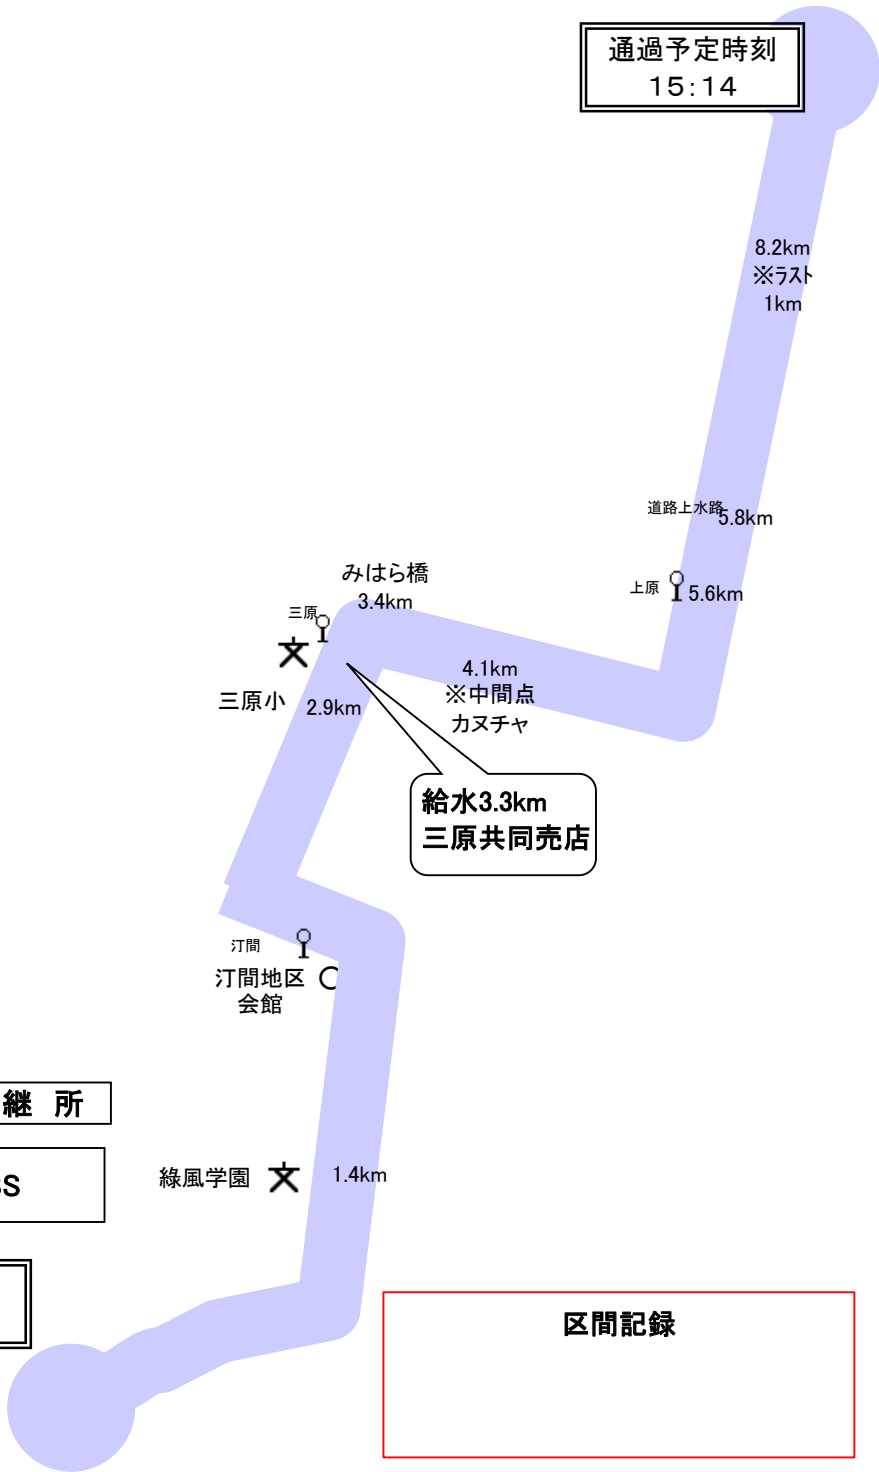 通過予定時刻
15:14
8.2km
※ラスト
1km
道路上水路
5.8km
上原
5.6km
みはら橋
3.4km
三原
三原小
2.9km
4.1km
※中間点
カヌチャ
給水3.3km
三原共同売店
汀間
汀間地区
会館
継 所
緑風学園
1.4km
区間記録